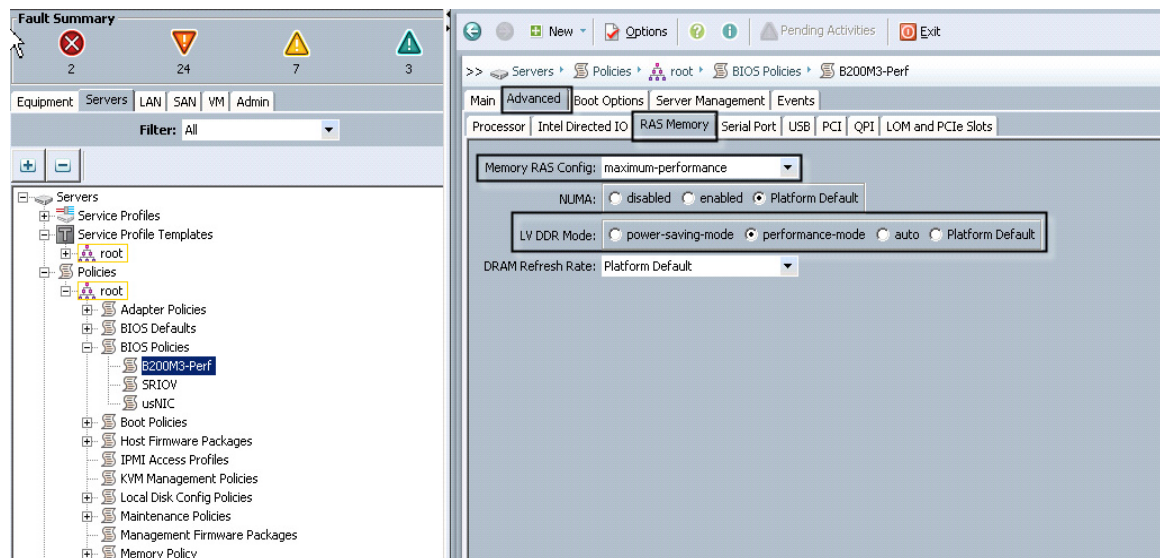 Fault Summary
2 24 7 3
Equipment Servers LAN SAN VM Admin
Filter: All
Servers
Service Profiles
Service Profile Templates
root
Policies
root
Adapter Policies
BIOS Defaults
BIOS Policies
B200M3-Perf
SRIOV
usNIC
Boot Policies
Host Firmware Packages
IPMI Access Profiles
KVM Management Policies
Local Disk Config Policies
Maintenance Policies
Management Firmware Packages
Memory Policy
New Options Pending Activities Exit
>> Servers Policies root BIOS Policies B200M3-Perf
Main Advanced Boot Options Server Management Events
Processor Intel Directed IO RAS Memory Serial Port USB PCI QPI LOM and PCIe Slots
Memory RAS Config: maximum-performance
NUMA: disabled enabled Platform Default
LV DDR Mode: power-saving-mode performance-mode auto Platform Default
DRAM Refresh Rate: Platform Default